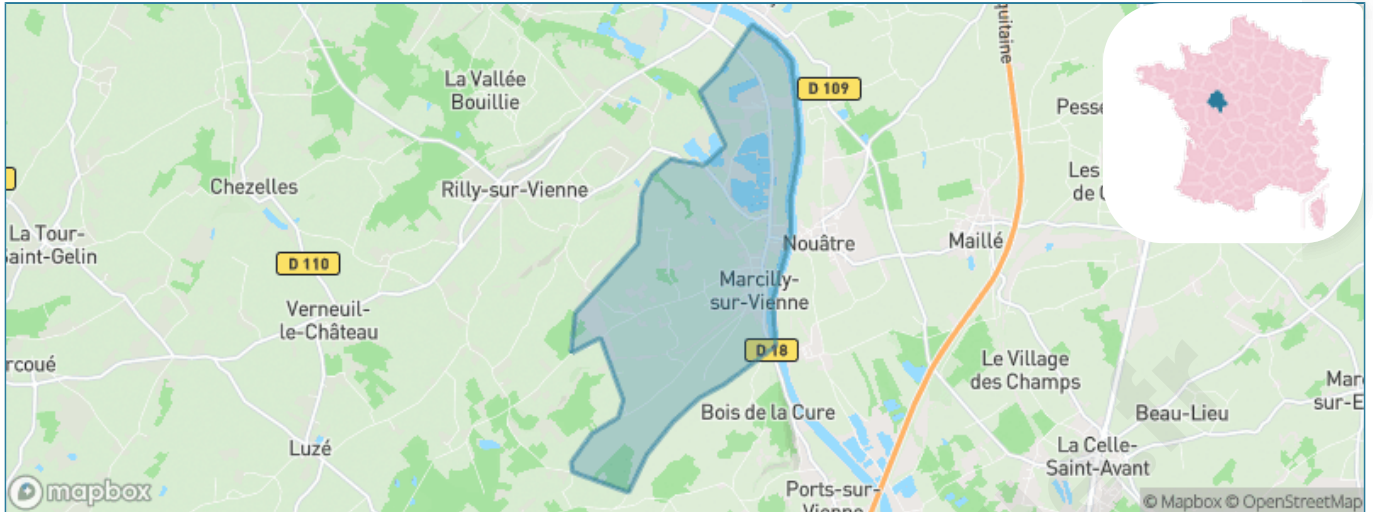 quitaine
La Vallée
Bouillie
D 109
Pesse
Chezelles
Rilly-sur-Vienne
Les
de C
La Tour-
Saint-Gelin
Nouâtre
Maillé
D 110
Marcilly-
sur-Vienne
Verneuil-
le-Château
D 18
rcoué
Le Village
des Champs
Mar
sur-E
Bois de la Cure
Beau-Lieu
Luzé
La Celle-
Saint-Avant
Ports-sur-
Vienne
mapbox
© Mapbox © OpenStreetMap